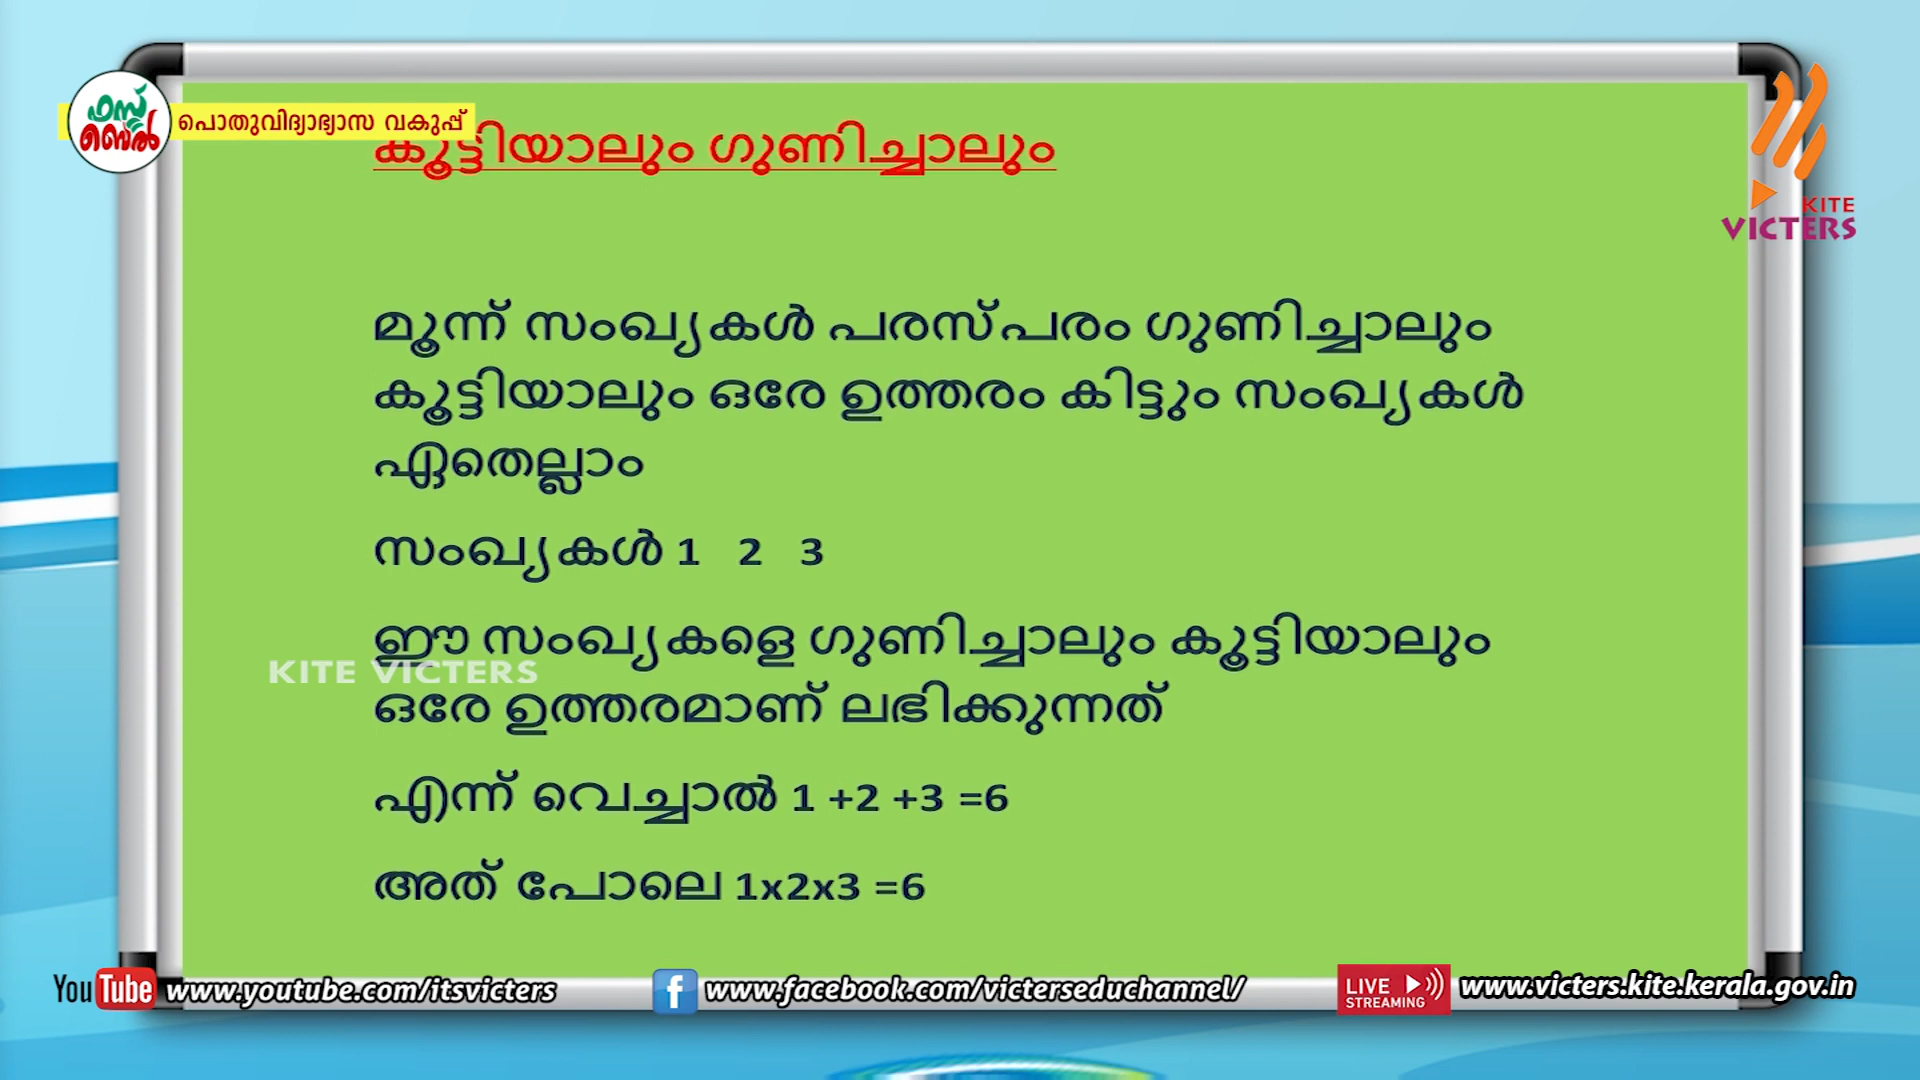 ഫസ്റ്റ്
ബെൽ
പൊതുവിദ്യാഭ്യാസ വകുപ്പ്
കൂട്ടിയാലും ഗുണിച്ചാലും
KITE
VICTERS
മൂന്ന് സംഖ്യകൾ പരസ്പരം ഗുണിച്ചാലും
കൂട്ടിയാലും ഒരേ ഉത്തരം കിട്ടും സംഖ്യകൾ
ഏതെല്ലാം
സംഖ്യകൾ 1 2 3
ഈ സംഖ്യകളെ ഗുണിച്ചാലും കൂട്ടിയാലും
KITE VICTERS
ഒരേ ഉത്തരമാണ് ലഭിക്കുന്നത്
എന്ന് വെച്ചാൽ 1 +2 +3 =6
അത് പോലെ 1x2x3 =6
YouTube www.youtube.com/itsvicters
f www.facebook.com/victerseduchannel/
LIVE STREAMING www.victers.kite.kerala.gov.in